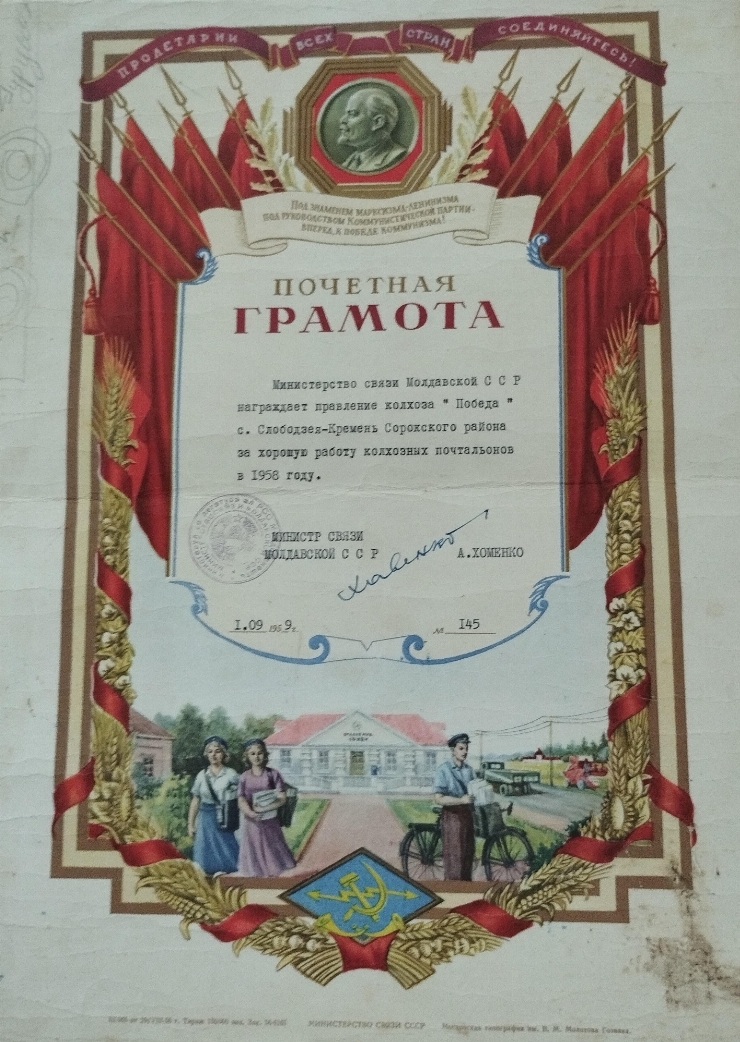 ПРОЛЕТАРИИ ВСЕХ СТРАН, СОЕДИНЯЙТЕСЬ!
ПОД ЗНАМЕНЕМ МАРКСИЗМА-ЛЕНИНИЗМА
ПОД РУКОВОДСТВОМ КОММУНИСТИЧЕСКОЙ ПАРТИИ-
ВПЕРЕД, К ПОБЕДЕ КОММУНИЗМА!
ПОЧЕТНАЯ
ГРАМОТА
Министерство связи Молдавской С С Р
награждает правление колхоза " Победа "
с. Слободзея-Кремень Сорокского района
за хорошую работу колхозных почтальонов
в 1958 году.
МИНИСТР СВЯЗИ
МОЛДАВСКОЙ С С Р А.ХОМЕНКО
I.09 1959г. № I45
МИНИСТЕРСТВО СВЯЗИ СССР